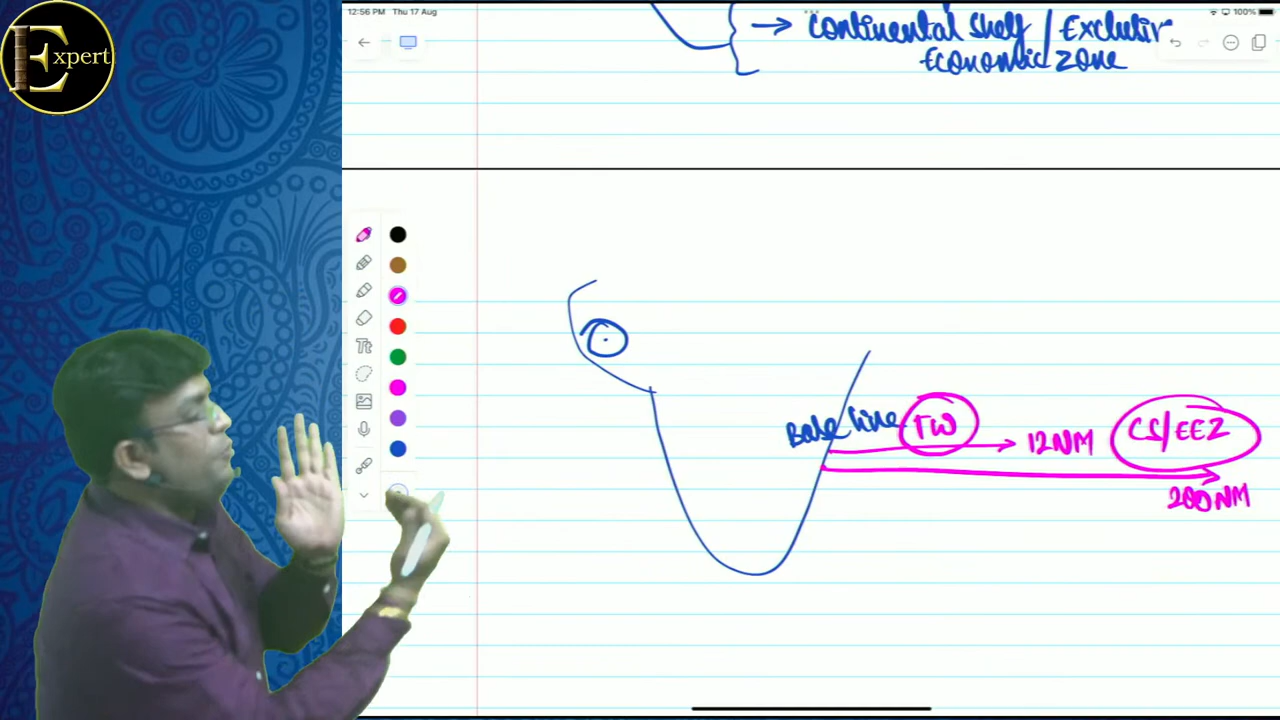 12:56 PM Thu 17 Aug
100%
Expert
→ Continental shelf / Exclusive
Economic Zone
Tt
Base line TW
12NM
CS/EEZ
200NM